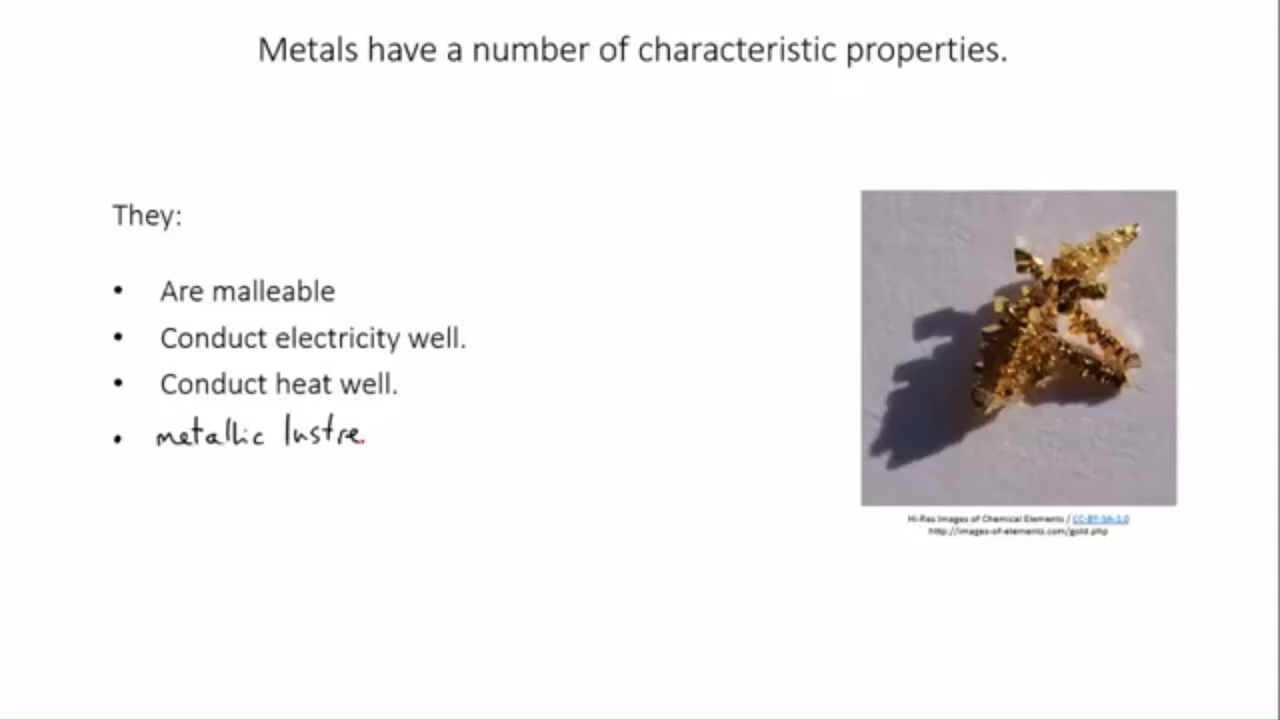 Metals have a number of characteristic properties.
They:
• Are malleable
• Conduct electricity well.
• Conduct heat well.
• metallic lustre.
Hi-Res Images of Chemical Elements / CC-BY-SA-3.0
http://images-of-elements.com/gold.php